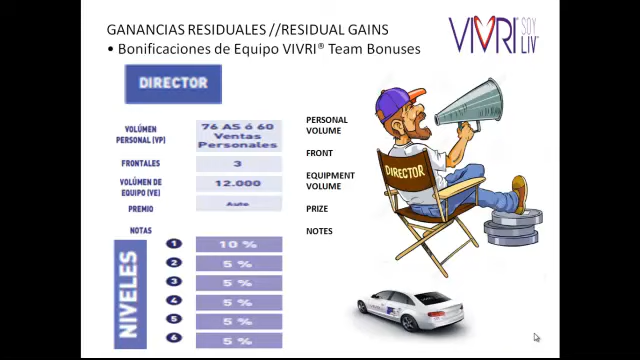 GANANCIAS RESIDUALES //RESIDUAL GAINS
• Bonificaciones de Equipo VIVRI® Team Bonuses
VIVRI
SOY
LIV
DIRECTOR
VOLÚMEN
PERSONAL (VP)
76 AS ó 60
Ventas
Personales
PERSONAL
VOLUME
FRONTALES
3
FRONT
VOLÚMEN DE
EQUIPO (VE)
12.000
EQUIPMENT
VOLUME
PREMIO
Auto
PRIZE
NOTAS
NOTES
NIVELES
1 10 %
2 5 %
3 5 %
4 5 %
5 5 %
6 5 %
DIRECTOR